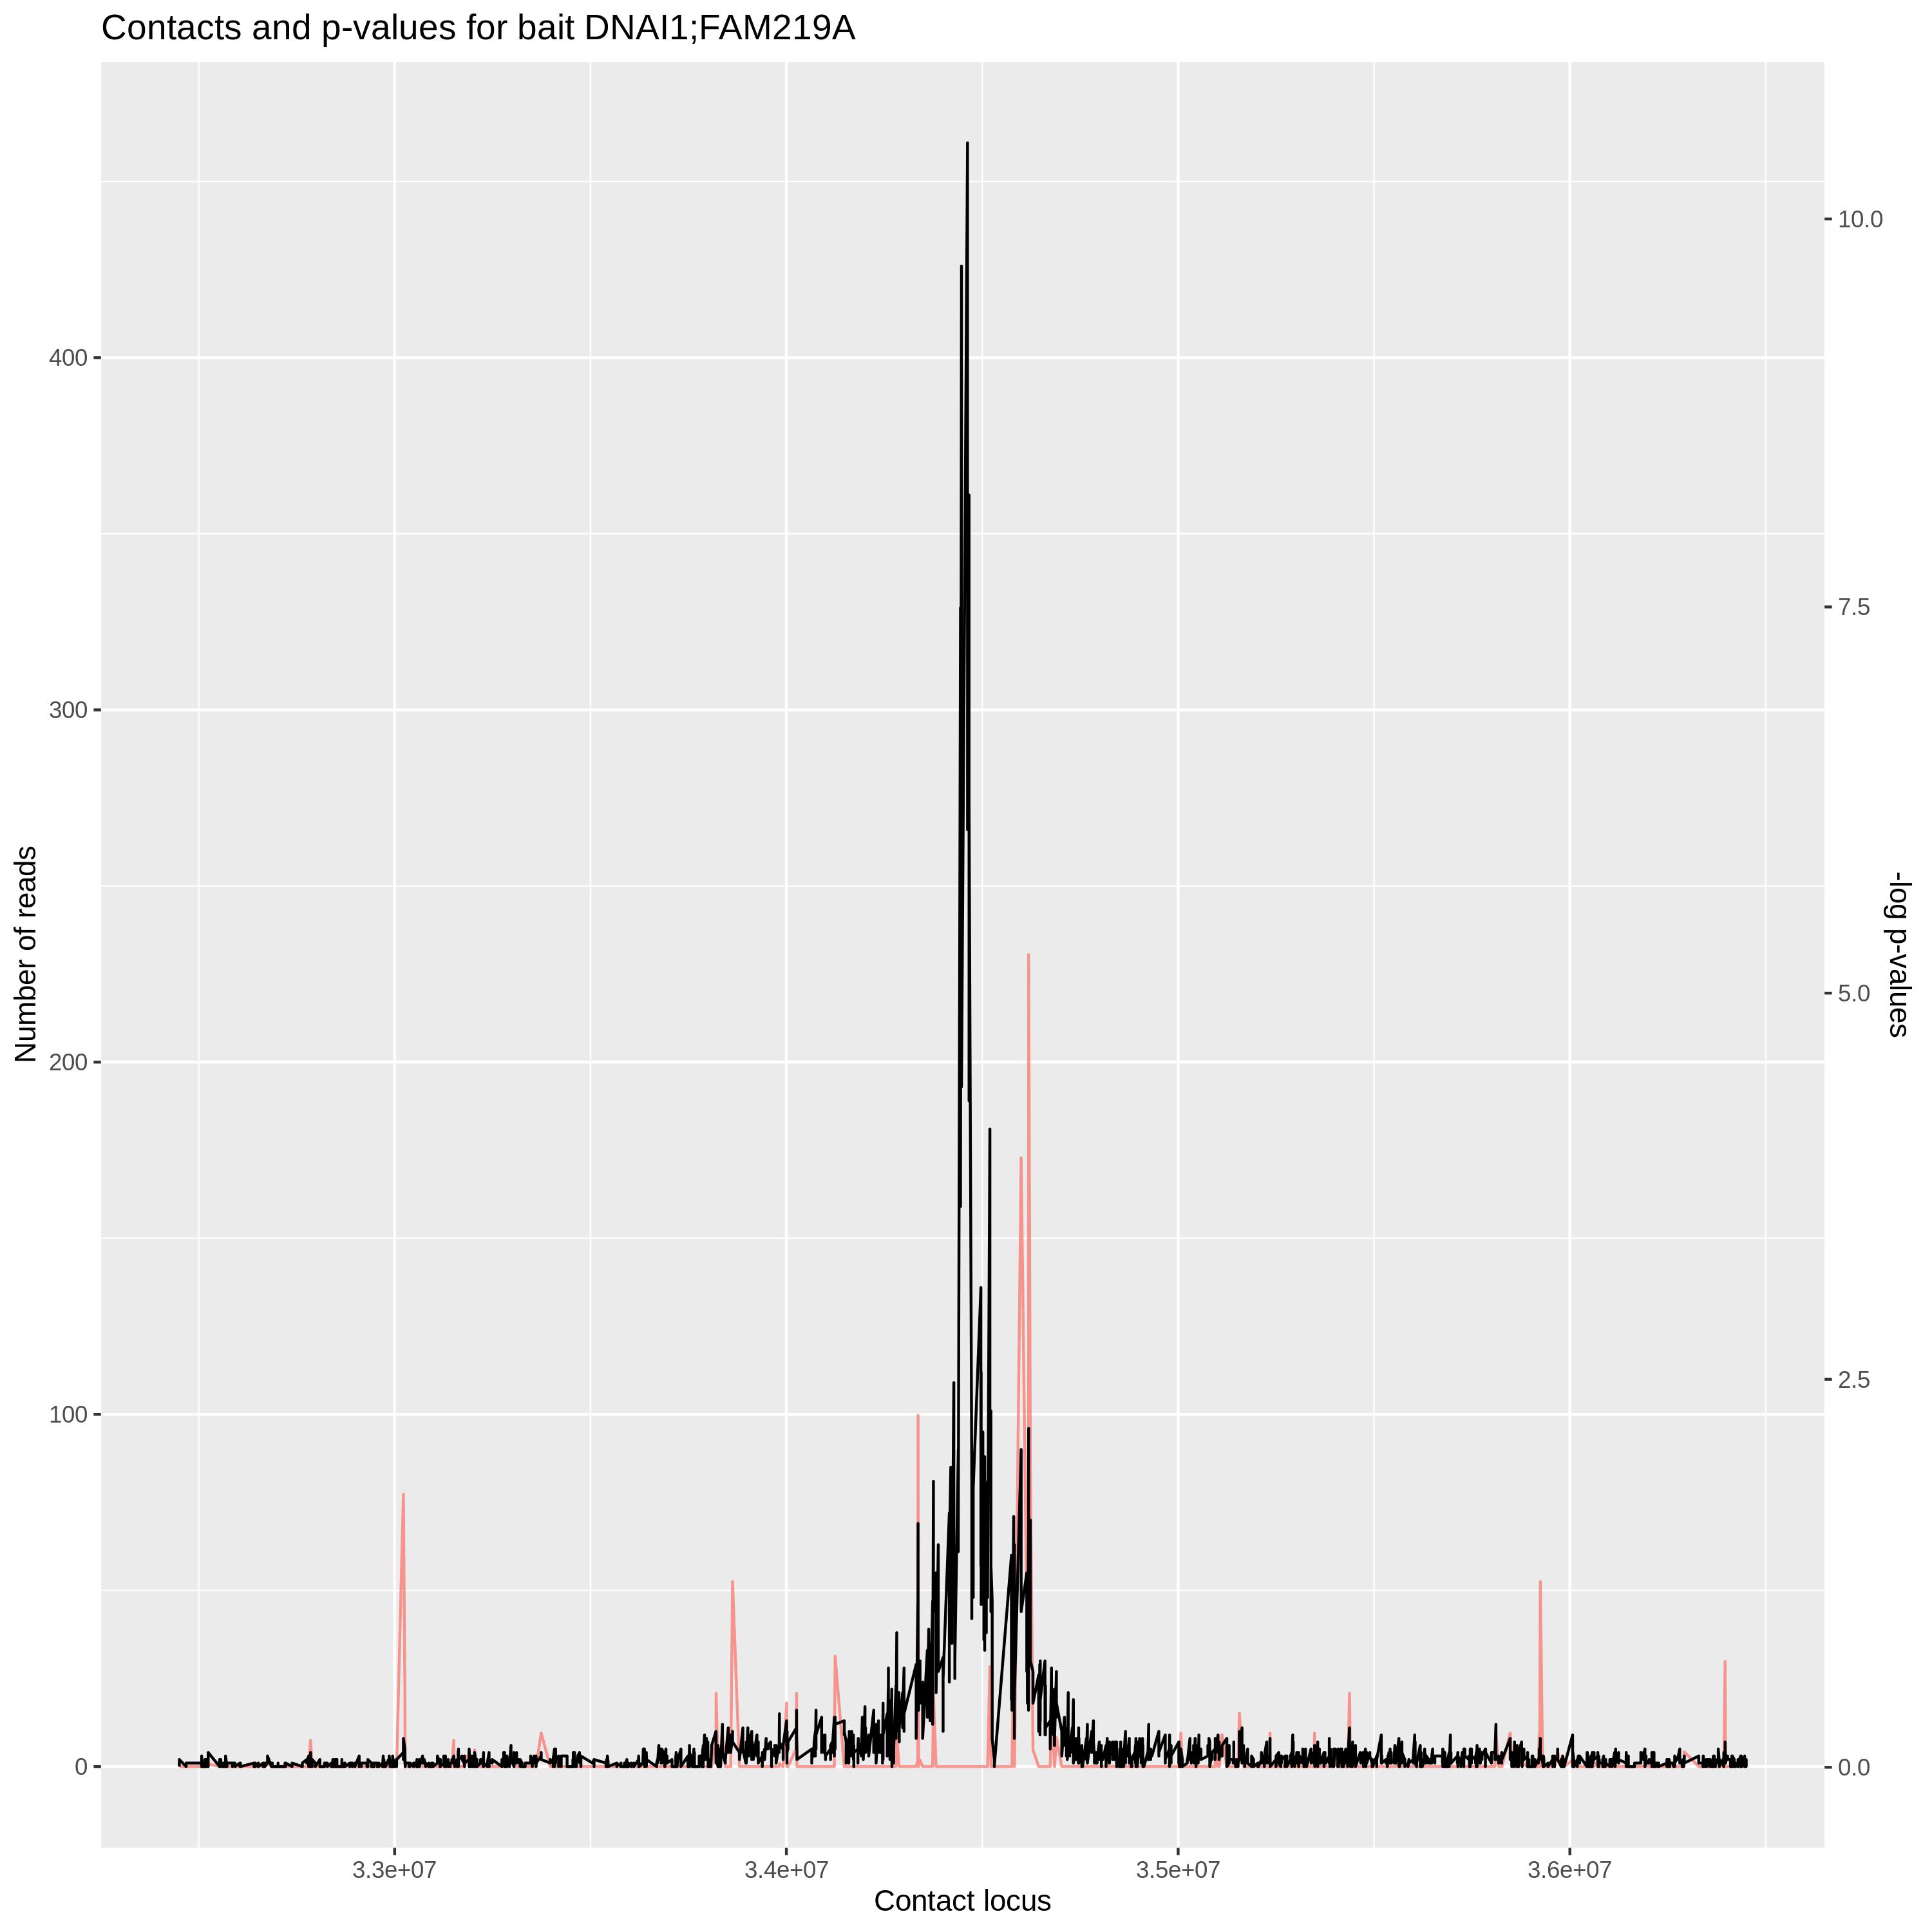 Contacts and p-values for bait DNAI1;FAM219A
Number of reads
400
300
200
100
0
10.0
7.5
5.0
2.5
0.0
-log p-values
3.3e+07
3.4e+07
3.5e+07
3.6e+07
Contact locus